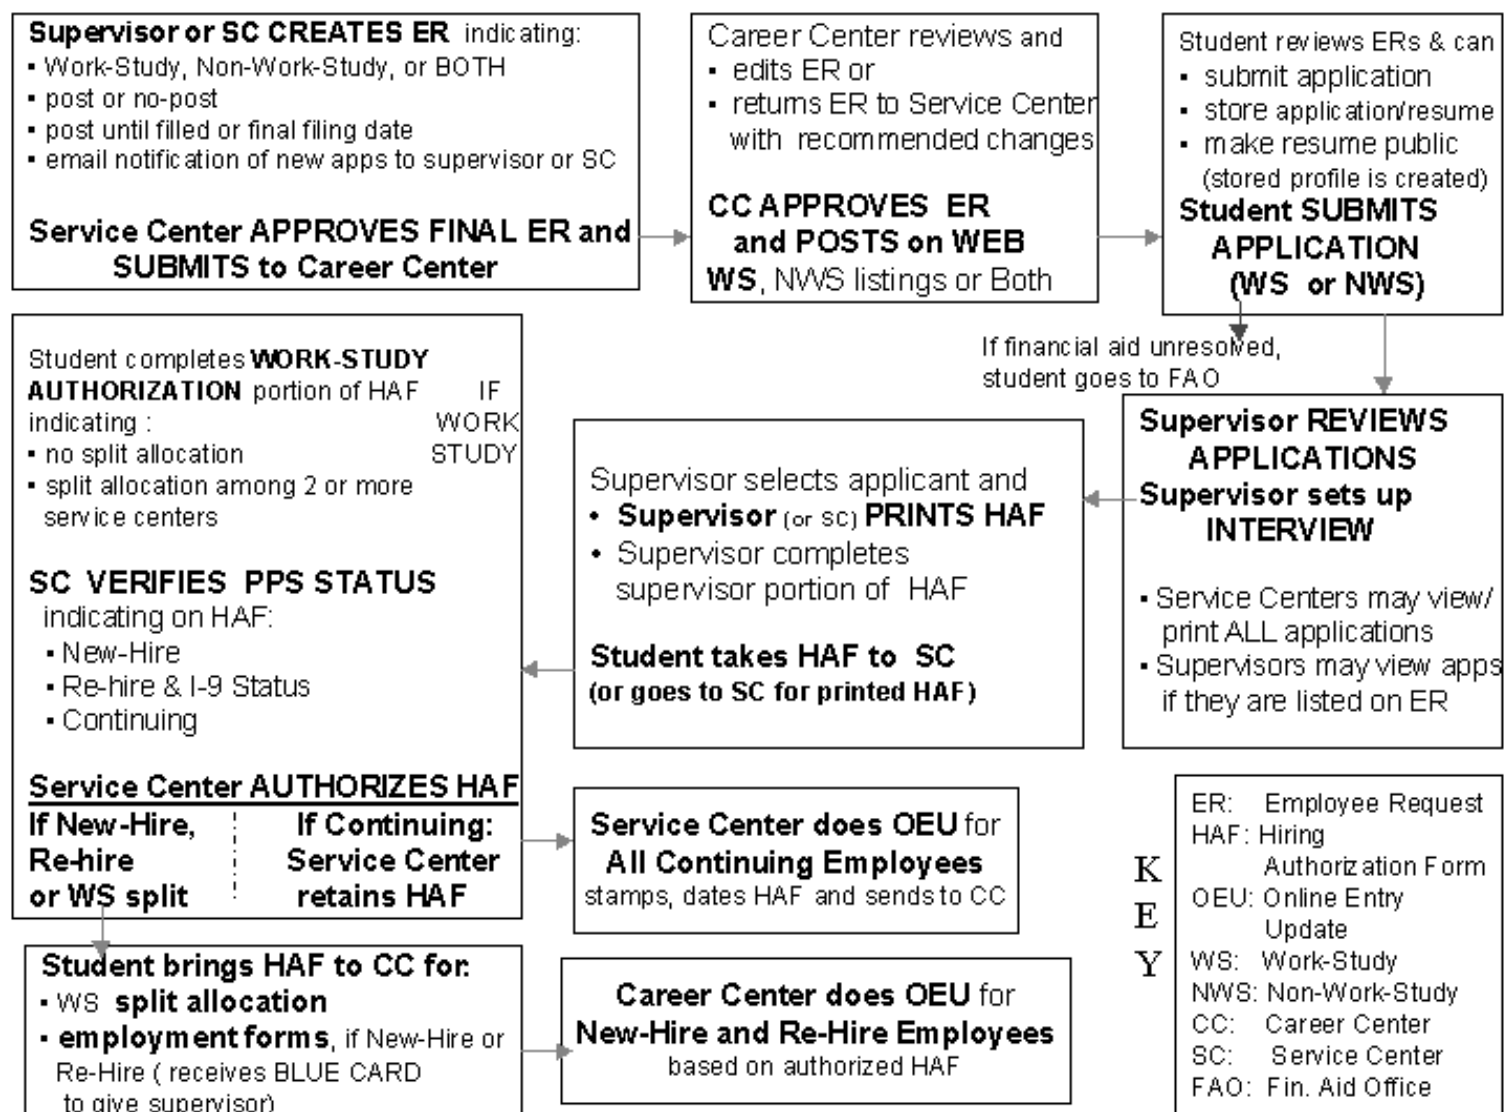 Supervisor or SC CREATES ER indicating:
▪ Work-Study, Non-Work-Study, or BOTH
▪ post or no-post
▪ post until filled or final filing date
▪ email notification of new apps to supervisor or SC
Service Center APPROVES FINAL ER and
SUBMITS to Career Center
Career Center reviews and
▪ edits ER or
▪ returns ER to Service Center
with recommended changes
CC APPROVES ER
and POSTS on WEB
WS, NWS listings or Both
Student reviews ERs & can
▪ submit application
▪ store application/resume
▪ make resume public
(stored profile is created)
Student SUBMITS
APPLICATION
(WS or NWS)
If financial aid unresolved,
student goes to FAO
Supervisor REVIEWS
APPLICATIONS
Supervisor sets up
INTERVIEW
▪ Service Centers may view/
print ALL applications
▪ Supervisors may view apps
if they are listed on ER
Supervisor selects applicant and
• Supervisor (or SC) PRINTS HAF
• Supervisor completes
supervisor portion of HAF
Student takes HAF to SC
(or goes to SC for printed HAF)
Student completes WORK-STUDY
AUTHORIZATION portion of HAF IF
indicating : WORK
▪ no split allocation STUDY
▪ split allocation among 2 or more
service centers
SC VERIFIES PPS STATUS
indicating on HAF:
▪ New-Hire
▪ Re-hire & I-9 Status
▪ Continuing
Service Center AUTHORIZES HAF
If New-Hire,
Re-hire
or WS split
If Continuing:
Service Center
retains HAF
Service Center does OEU for
All Continuing Employees
stamps, dates HAF and sends to CC
Student brings HAF to CC for:
▪ WS split allocation
▪ employment forms, if New-Hire or
Re-Hire ( receives BLUE CARD
to give supervisor)
Career Center does OEU for
New-Hire and Re-Hire Employees
based on authorized HAF
K
E
Y
ER: Employee Request
HAF: Hiring
Authorization Form
OEU: Online Entry
Update
WS: Work-Study
NWS: Non-Work-Study
CC: Career Center
SC: Service Center
FAO: Fin. Aid Office